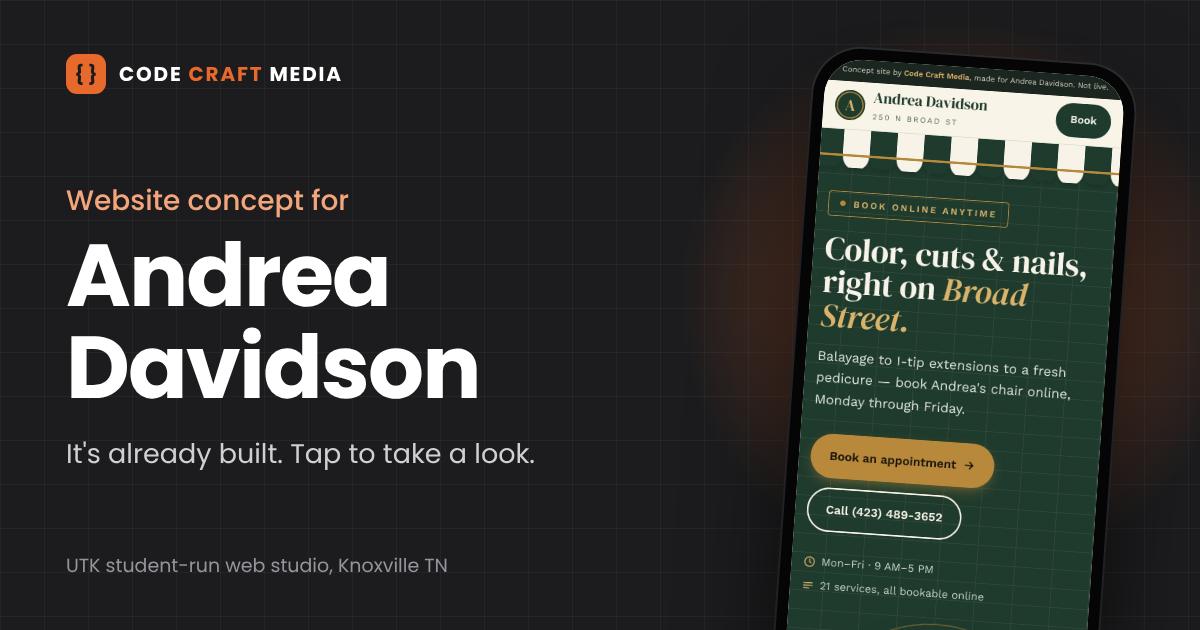 { } CODE CRAFT MEDIA
Website concept for
Andrea
Davidson
It's already built. Tap to take a look.
UTK student-run web studio, Knoxville TN
Concept site by Code Craft Media, made for Andrea Davidson. Not live.
A
Andrea Davidson
250 N BROAD ST
Book
BOOK ONLINE ANYTIME
Color, cuts & nails,
right on Broad
Street.
Balayage to I-tip extensions to a fresh
pedicure — book Andrea's chair online,
Monday through Friday.
Book an appointment →
Call (423) 489-3652
Mon–Fri · 9 AM–5 PM
21 services, all bookable online